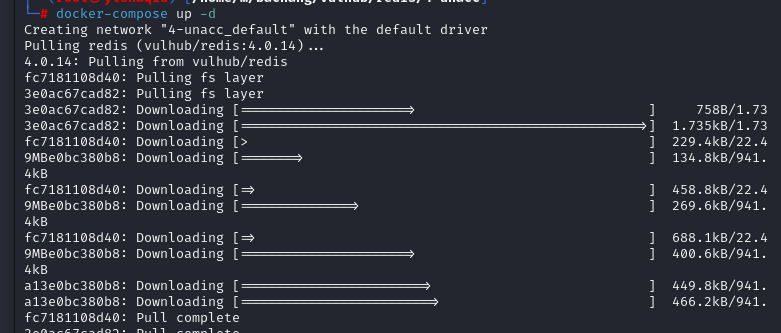 └─# docker-compose up -d
Creating network "4-unacc_default" with the default driver
Pulling redis (vulhub/redis:4.0.14)...
4.0.14: Pulling from vulhub/redis
fc7181108d40: Pulling fs layer
3e0ac67cad82: Pulling fs layer
3e0ac67cad82: Downloading [====================> ] 758B/1.73
3e0ac67cad82: Downloading [==================================================>] 1.735kB/1.73
fc7181108d40: Downloading [> ] 229.4kB/22.4
9MBe0bc380b8: Downloading [=======> ] 134.8kB/941.
4kB
fc7181108d40: Downloading [=> ] 458.8kB/22.4
9MBe0bc380b8: Downloading [==============> ] 269.6kB/941.
4kB
fc7181108d40: Downloading [=> ] 688.1kB/22.4
9MBe0bc380b8: Downloading [=====================> ] 400.6kB/941.
4kB
a13e0bc380b8: Downloading [=======================> ] 449.8kB/941.
a13e0bc380b8: Downloading [========================> ] 466.2kB/941.
fc7181108d40: Pull complete
3e0ac67cad82: Pull complete